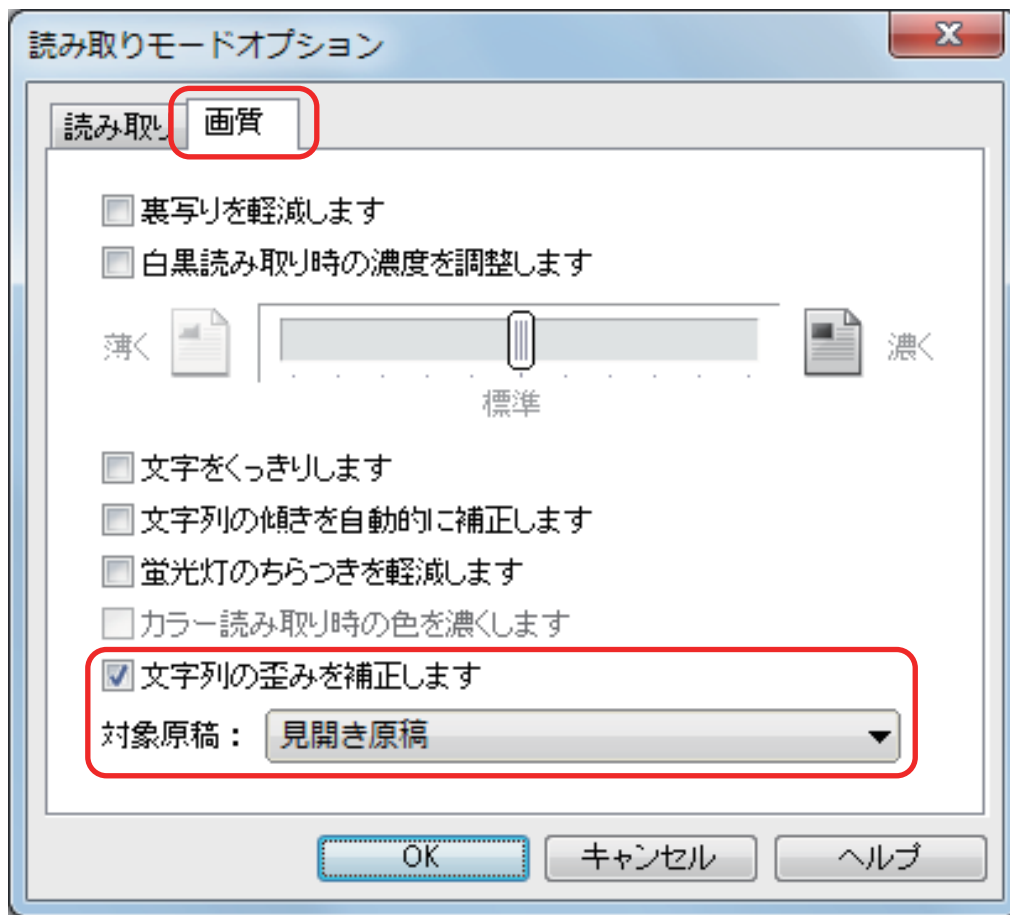 読み取りモードオプション
読み取り 画質
裏写りを軽減します
白黒読み取り時の濃度を調整します
薄く 濃く
標準
文字をくっきりします
文字列の傾きを自動的に補正します
蛍光灯のちらつきを軽減します
カラー読み取り時の色を濃くします
文字列の歪みを補正します
対象原稿： 見開き原稿
OK キャンセル ヘルプ